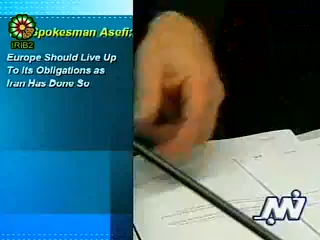 Spokesman Asefi:
IRIB2
Europe Should Live Up
To Its Obligations as
Iran Has Done So